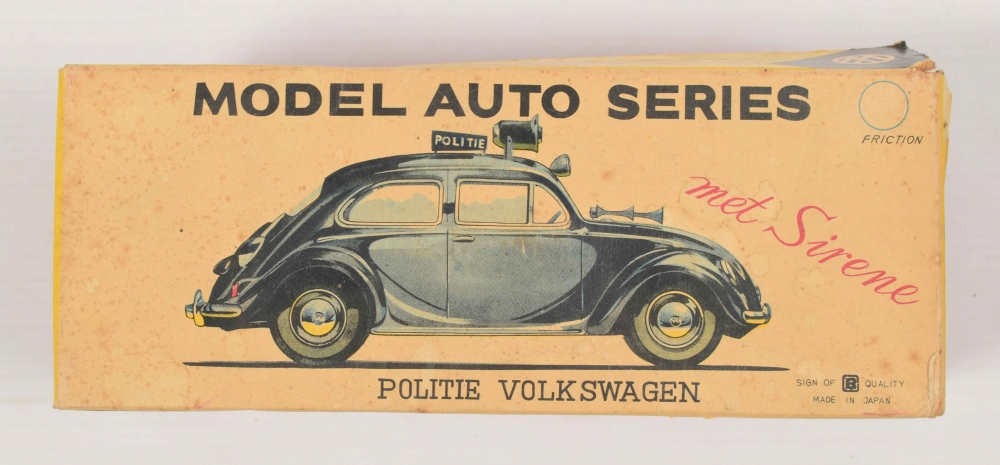 MODEL AUTO SERIES
FRICTION
POLITIE
met Sirene
POLITIE VOLKSWAGEN
SIGN OF R QUALITY
MADE IN JAPAN